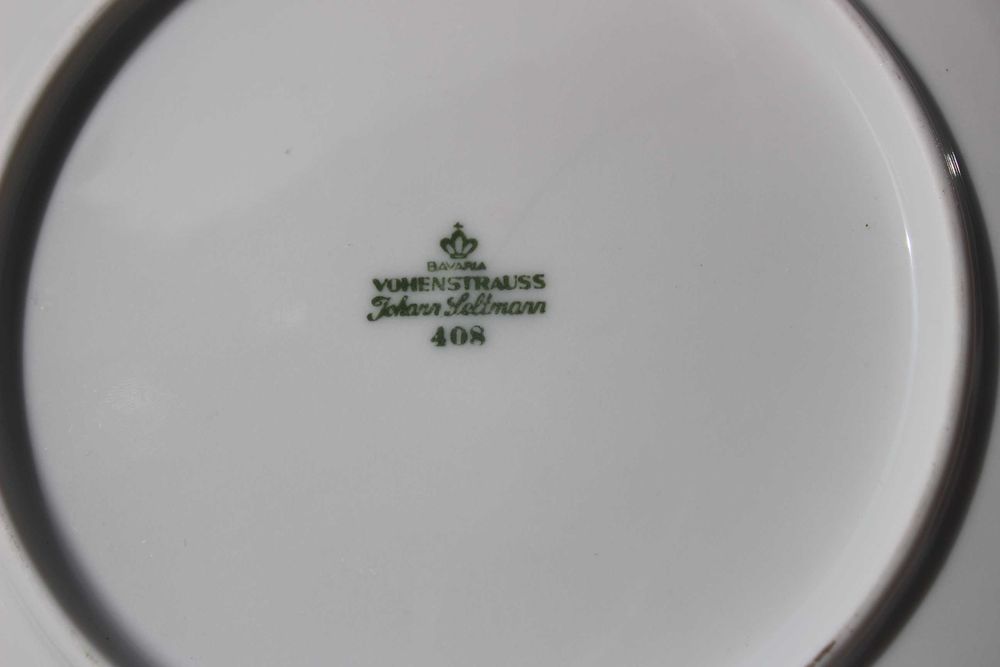 BAVARIA
VOHENSTRAUSS
Johann Seltmann
408